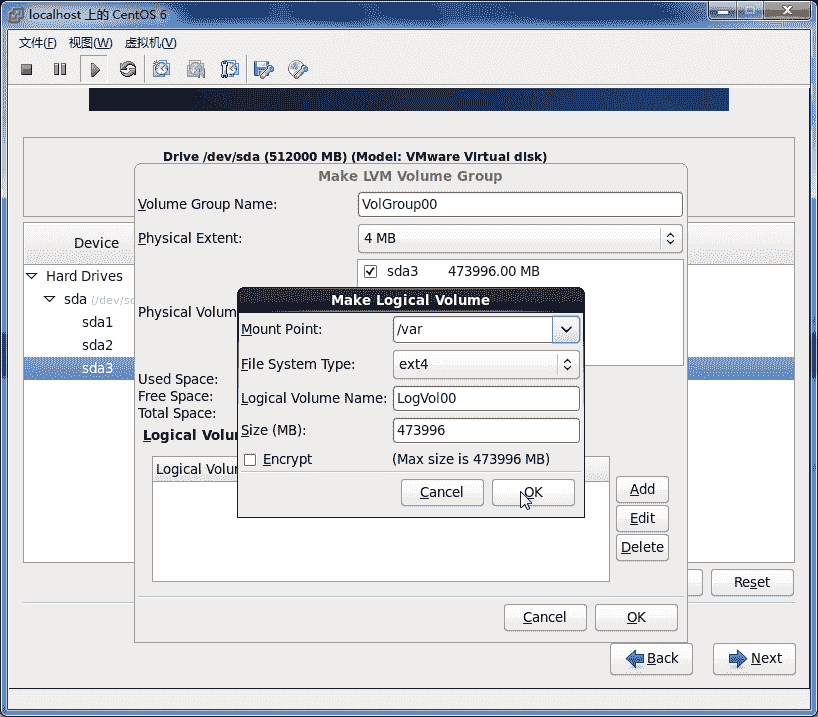 localhost 上的 CentOS 6
文件(F) 视图(W) 虚拟机(V)
Drive /dev/sda (512000 MB) (Model: VMware Virtual disk)
Make LVM Volume Group
Volume Group Name: VolGroup00
Physical Extent: 4 MB
Device
sda3 473996.00 MB
Hard Drives
sda (/dev/sd
Physical Volum
sda1
sda2
sda3
Make Logical Volume
Mount Point: /var
File System Type: ext4
Logical Volume Name: LogVol00
Size (MB): 473996
Encrypt (Max size is 473996 MB)
Cancel OK
Used Space:
Free Space:
Total Space:
Logical Volu
Logical Volu
Add
Edit
Delete
Reset
Cancel OK
Back Next